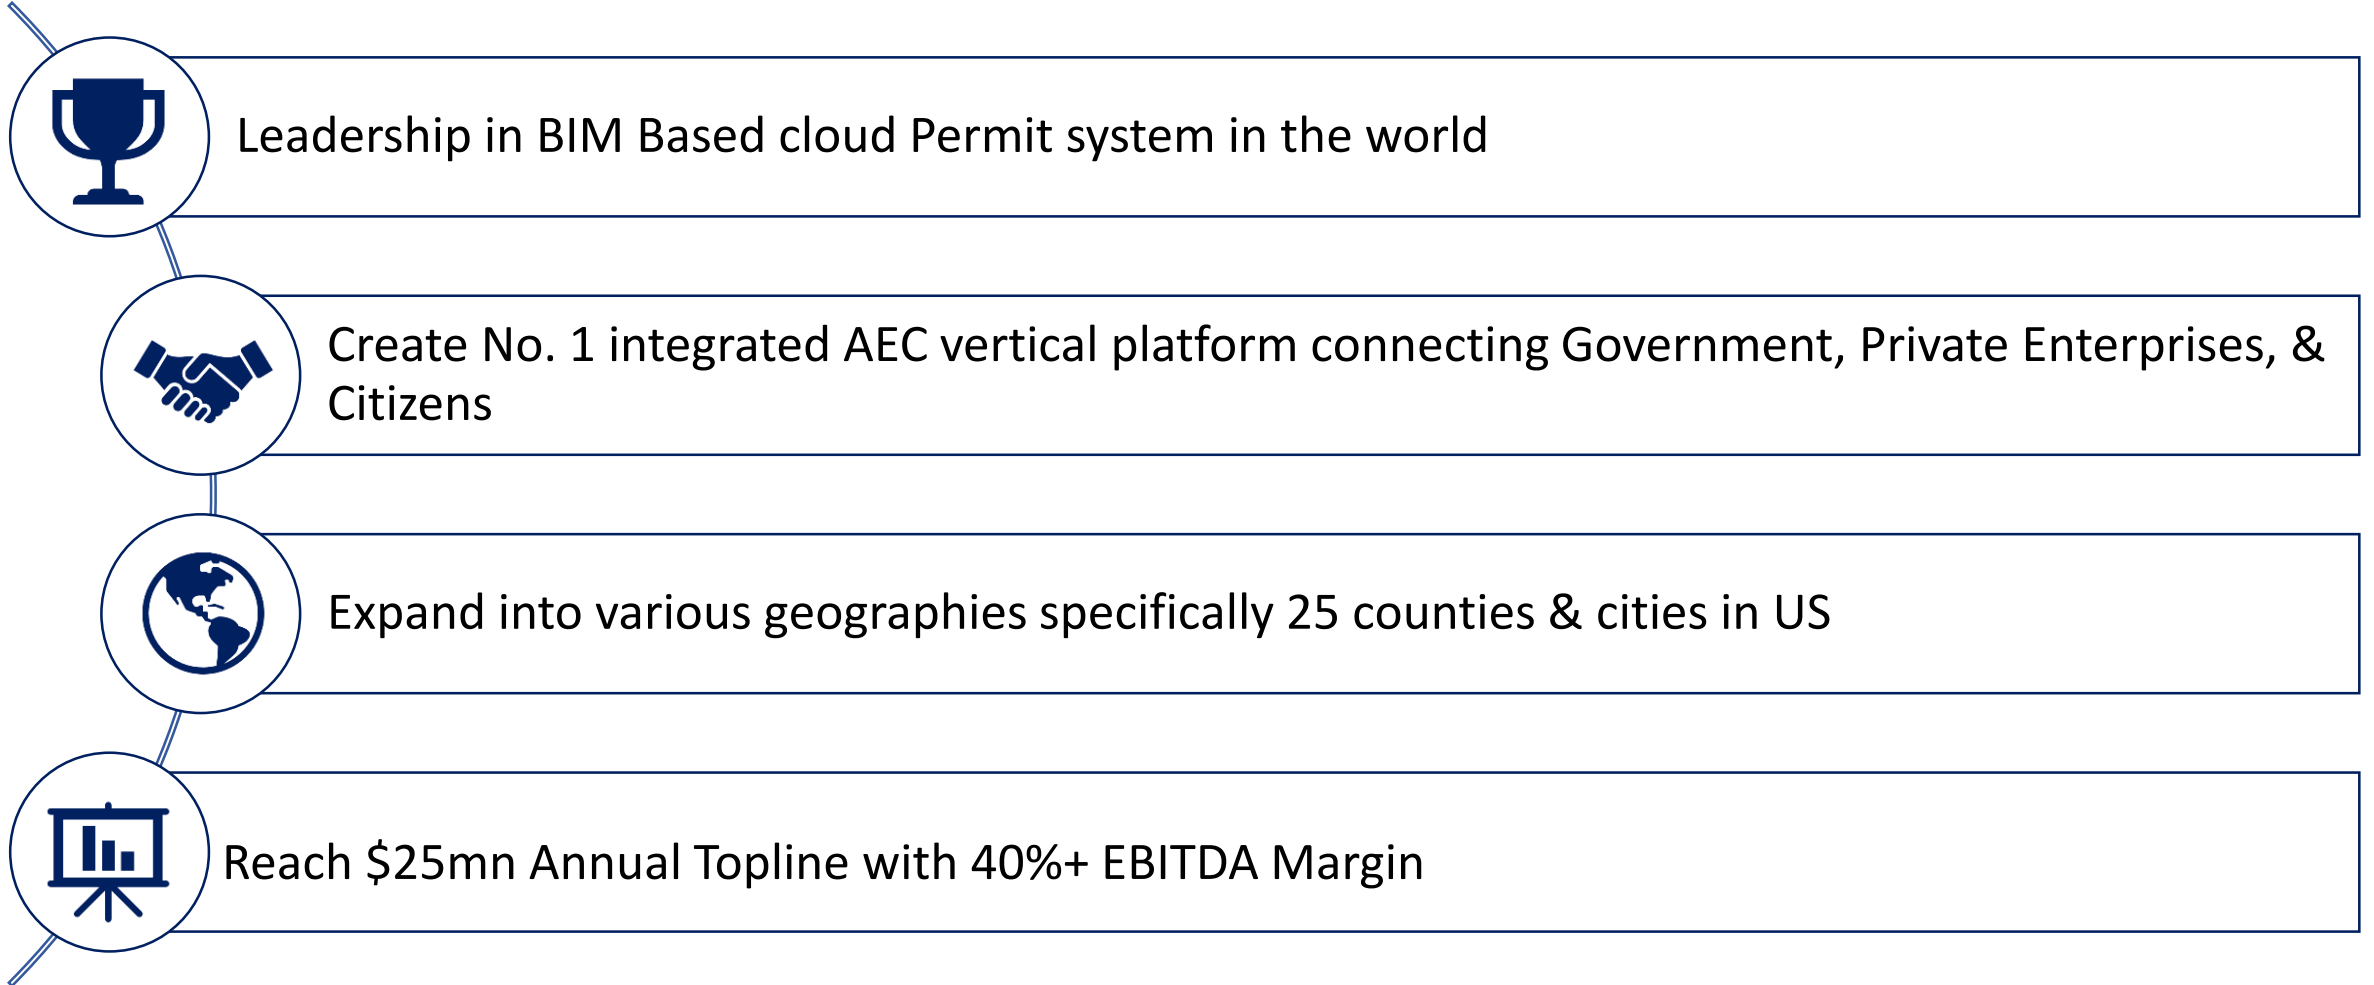 Leadership in BIM Based cloud Permit system in the world
Create No. 1 integrated AEC vertical platform connecting Government, Private Enterprises, &
Citizens
Expand into various geographies specifically 25 counties & cities in US
Reach $25mn Annual Topline with 40%+ EBITDA Margin